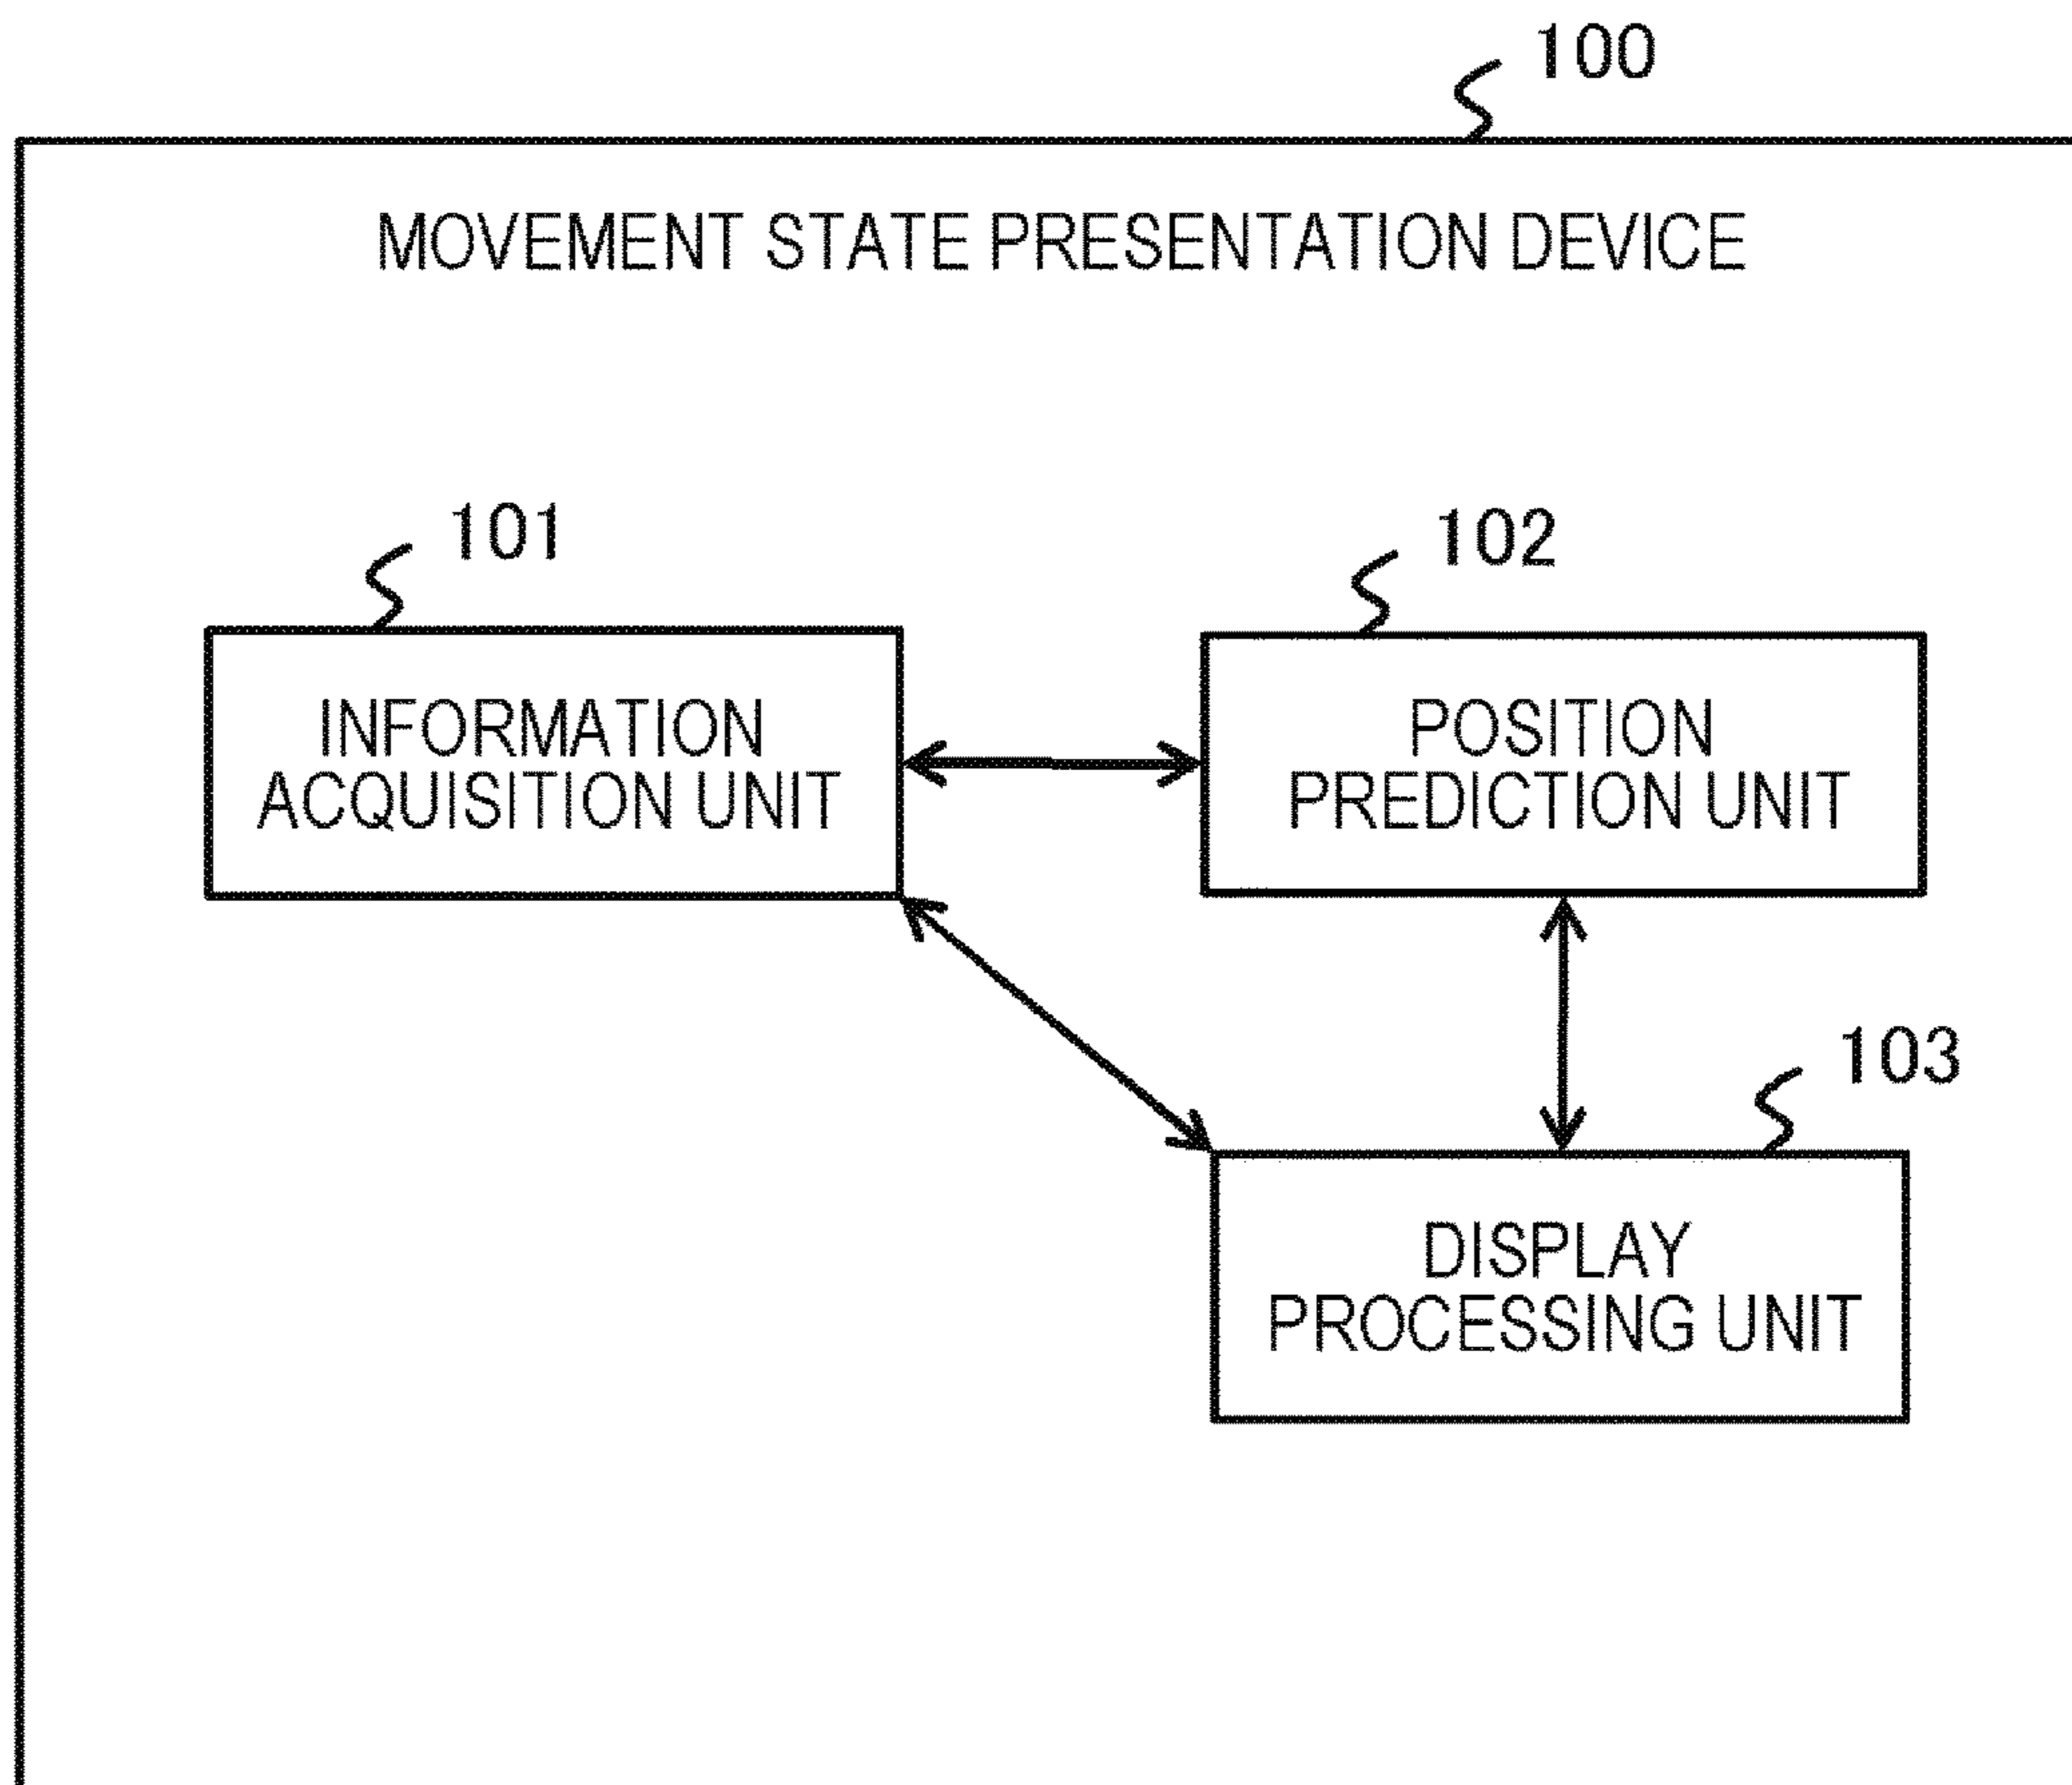 100
MOVEMENT STATE PRESENTATION DEVICE
101
102
INFORMATION
ACQUISITION UNIT
POSITION
PREDICTION UNIT
103
DISPLAY
PROCESSING UNIT